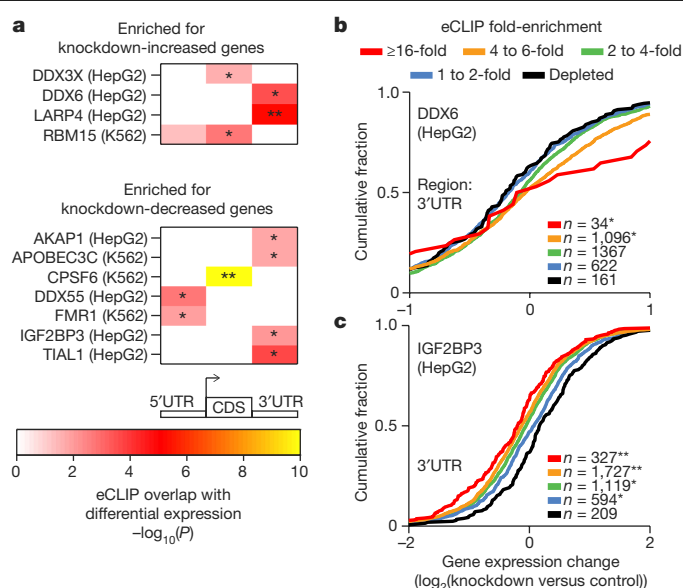 a
Enriched for
knockdown-increased genes
DDX3X (HepG2)
*
DDX6 (HepG2)
*
LARP4 (HepG2)
**
RBM15 (K562)
*
Enriched for
knockdown-decreased genes
AKAP1 (HepG2)
*
APOBEC3C (K562)
*
CPSF6 (K562)
**
DDX55 (HepG2)
*
FMR1 (K562)
*
IGF2BP3 (HepG2)
*
TIAL1 (HepG2)
*
5′UTR CDS 3′UTR
0 2 4 6 8 10
eCLIP overlap with
differential expression
–log10(P)
b
eCLIP fold-enrichment
≥16-fold 4 to 6-fold 2 to 4-fold
1 to 2-fold Depleted
Cumulative fraction
1.0
0.5
0
DDX6
(HepG2)
Region:
3′UTR
n = 34*
n = 1,096*
n = 1367
n = 622
n = 161
–1 0 1
c
Cumulative fraction
1.0
0.5
0
IGF2BP3
(HepG2)
3′UTR
n = 327**
n = 1,727**
n = 1,119*
n = 594*
n = 209
–2 0 2
Gene expression change
(log2(knockdown versus control))